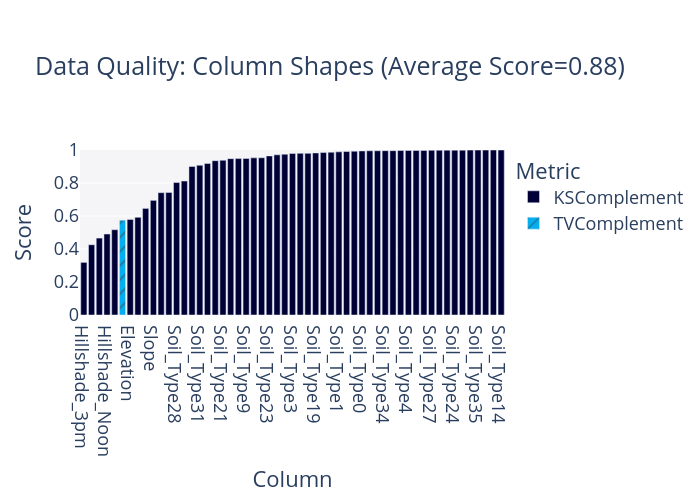 Data Quality: Column Shapes (Average Score=0.88)
Score
1
0.8
0.6
0.4
0.2
0
Hillshade_3pm
Hillshade_Noon
Elevation
Slope
Soil_Type28
Soil_Type31
Soil_Type21
Soil_Type9
Soil_Type23
Soil_Type3
Soil_Type19
Soil_Type1
Soil_Type0
Soil_Type34
Soil_Type4
Soil_Type27
Soil_Type24
Soil_Type35
Soil_Type14
Column
Metric
KSComplement
TVComplement